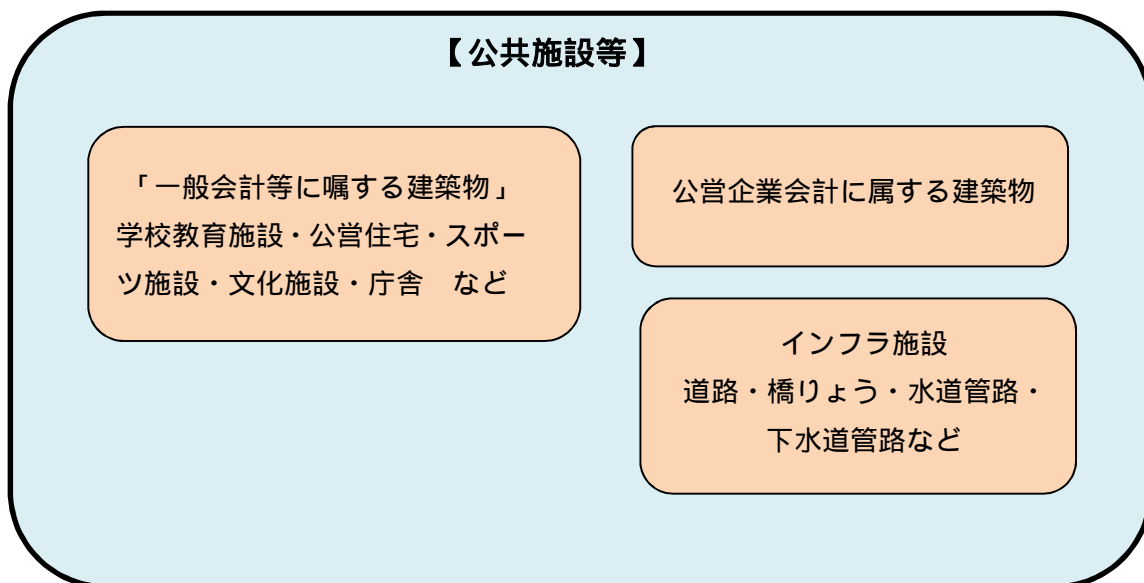 【公共施設等】
「一般会計等に嘱する建築物」
学校教育施設・公営住宅・スポー
ツ施設・文化施設・庁舎　など
公営企業会計に属する建築物
インフラ施設
道路・橋りょう・水道管路・
下水道管路など